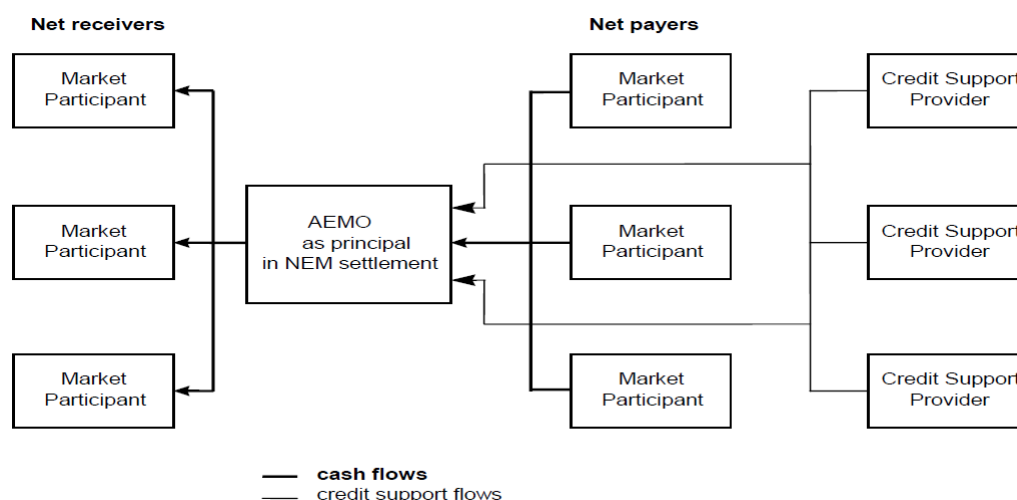 Net receivers
Net payers
Market
Participant
Market
Participant
Credit Support
Provider
Market
Participant
AEMO
as principal
in NEM settlement
Market
Participant
Credit Support
Provider
Market
Participant
Market
Participant
Credit Support
Provider
cash flows
credit support flows